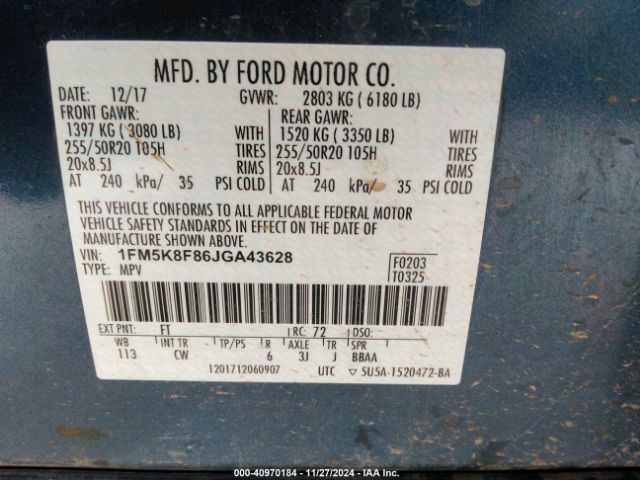 MFD. BY FORD MOTOR CO.
DATE: 12/17 GVWR: 2803 KG ( 6180 LB)
FRONT GAWR: REAR GAWR:
1397 KG ( 3080 LB) WITH 1520 KG ( 3350 LB) WITH
255/50R20 105H TIRES 255/50R20 105H TIRES
20x8.5J RIMS 20x8.5J RIMS
AT 240 kPa/ 35 PSI COLD AT 240 kPa/ 35 PSI COLD
THIS VEHICLE CONFORMS TO ALL APPLICABLE FEDERAL MOTOR
VEHICLE SAFETY STANDARDS IN EFFECT ON THE DATE OF
MANUFACTURE SHOWN ABOVE.
VIN: 1FM5K8F86JGA43628 F0203
TYPE: MPV T0325
EXT PNT: FT RC: 72 DSO:
WB INT TR TP/PS R AXLE TR SPR
113 CW 6 3J J BBAA
1201712060907 UTC ▽ 5U5A-1520472-BA
000-40970184 - 11/27/2024 - IAA Inc.